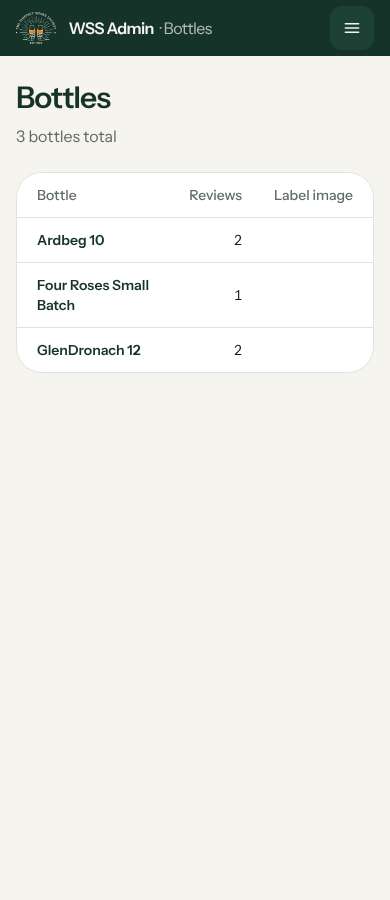 WSS Admin · Bottles
Bottles
3 bottles total
Bottle Reviews Label image
Ardbeg 10 2
Four Roses Small
Batch 1
GlenDronach 12 2